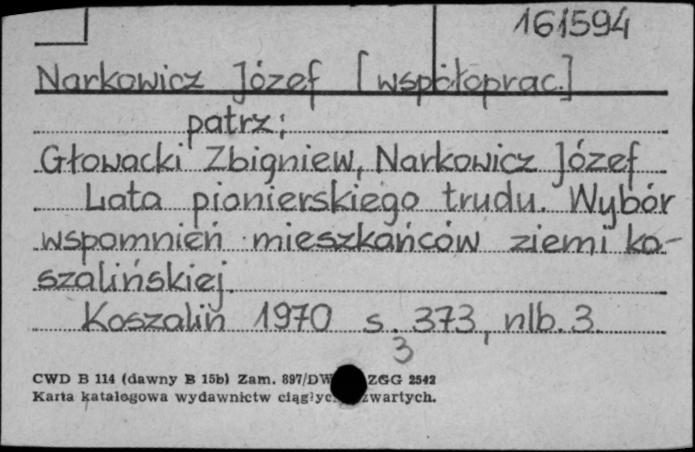 161594
Narkowicz Józef [współoprac.]
patrz:
Głowacki Zbigniew, Narkowicz Józef
Lata pionierskiego trudu. Wybór
wspomnień mieszkańców ziemi ko-
szalińskiej.
Koszalin 1970 s. 373, nlb. 3.
3
CWD B 114 (dawny B 15b) Zam. 897/DW ZGG 2542
Karta katalogowa wydawnictw zwartych.